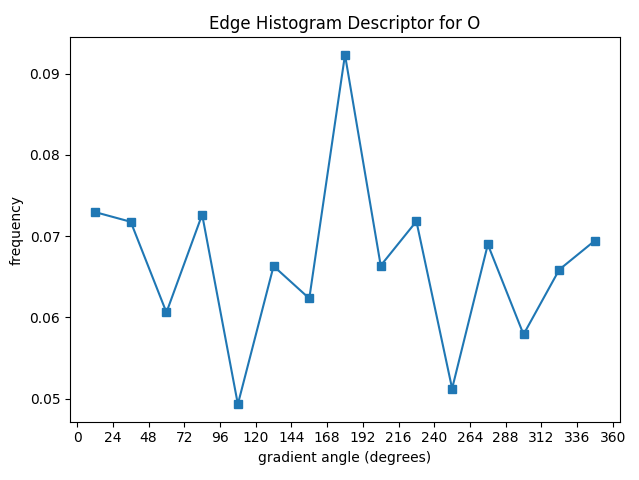 Edge Histogram Descriptor for O
0.09
0.08
0.07
0.06
0.05
frequency
0 24 48 72 96 120 144 168 192 216 240 264 288 312 336 360
gradient angle (degrees)